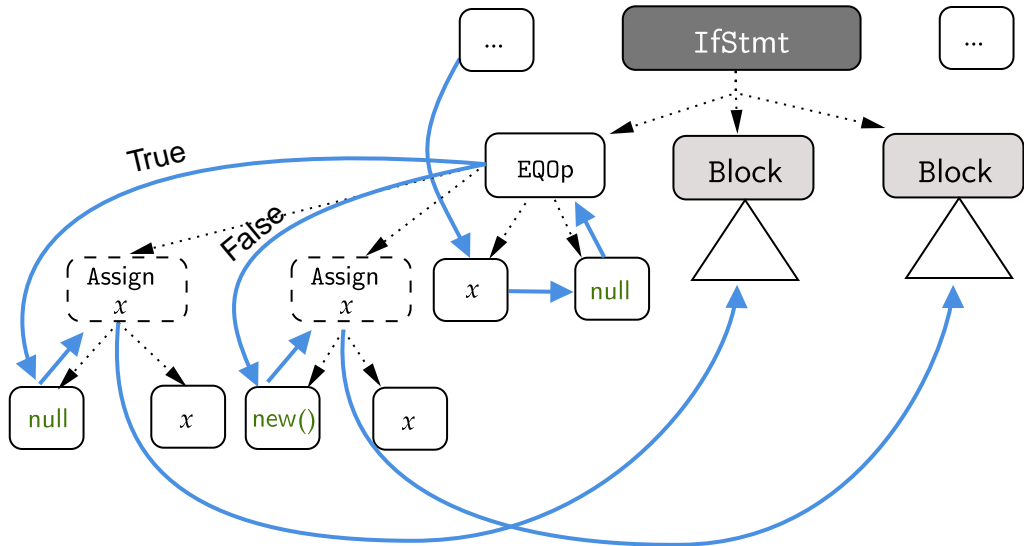 ...
IfStmt
...
True
EQOp
Block
Block
False
Assign
x
Assign
x
x
null
null
x
new()
x